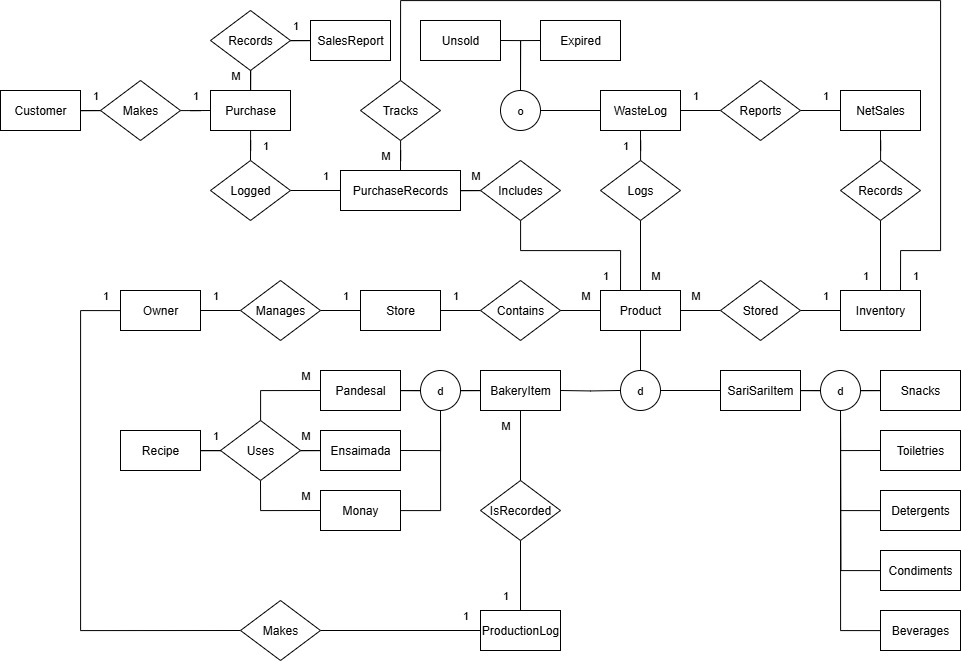 Records
1
SalesReport
Unsold
Expired
M
Customer
1
Makes
1
Purchase
Tracks
o
WasteLog
1
Reports
1
NetSales
1
M
1
Logged
1
PurchaseRecords
M
Includes
Logs
Records
1
M
1
1
1
Owner
1
Manages
1
Store
1
Contains
M
Product
M
Stored
1
Inventory
M
Pandesal
d
BakeryItem
d
SariSariItem
d
Snacks
Recipe
1
Uses
M
Ensaimada
M
Toiletries
M
Monay
IsRecorded
Detergents
Condiments
1
Makes
1
ProductionLog
Beverages